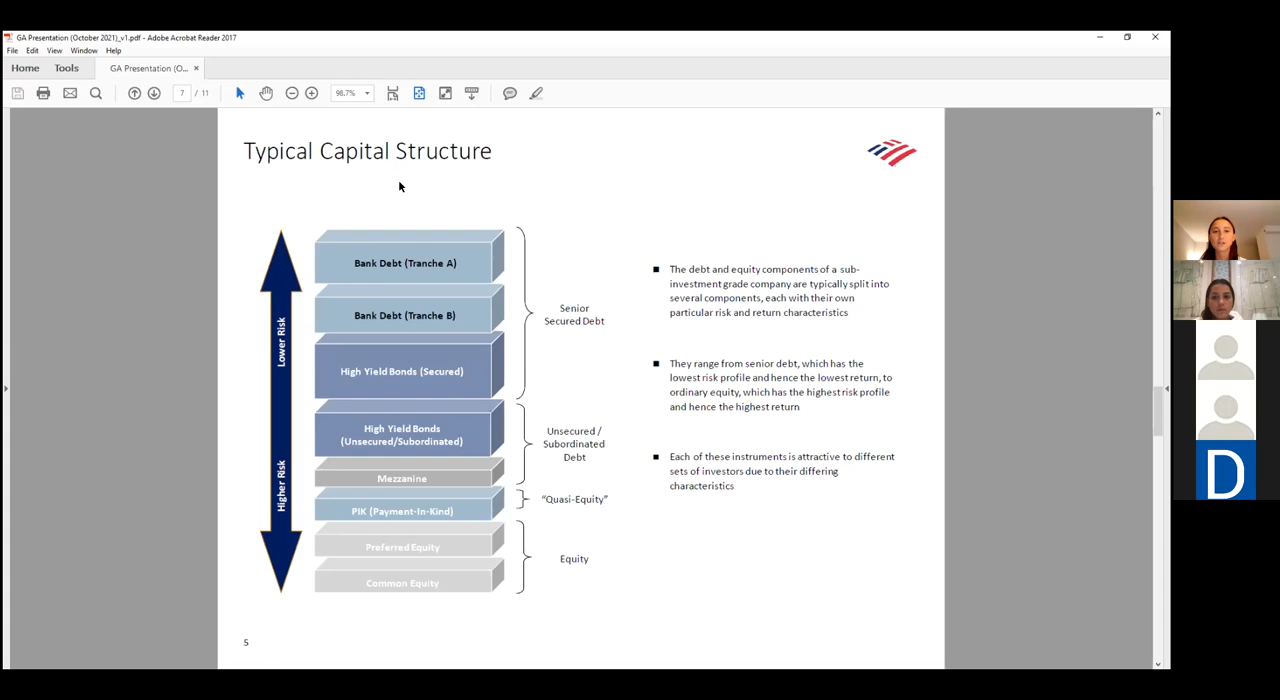 GA Presentation (October 2021)_v1.pdf - Adobe Acrobat Reader 2017
File Edit View Window Help
Home Tools GA Presentation (O... ×
7 / 11 98.7%
Typical Capital Structure
Lower Risk
Higher Risk
Bank Debt (Tranche A)
Bank Debt (Tranche B)
High Yield Bonds (Secured)
High Yield Bonds
(Unsecured/Subordinated)
Mezzanine
PIK (Payment-In-Kind)
Preferred Equity
Common Equity
Senior
Secured Debt
Unsecured /
Subordinated
Debt
“Quasi-Equity”
Equity
■ The debt and equity components of a sub-
investment grade company are typically split into
several components, each with their own
particular risk and return characteristics
■ They range from senior debt, which has the
lowest risk profile and hence the lowest return, to
ordinary equity, which has the highest risk profile
and hence the highest return
■ Each of these instruments is attractive to different
sets of investors due to their differing
characteristics
5
D